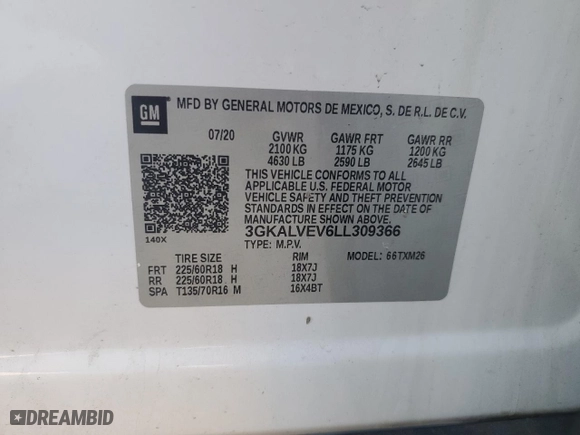 GM
MFD BY GENERAL MOTORS DE MEXICO, S. DE R.L. DE C.V.
07/20 GVWR GAWR FRT GAWR RR
2100 KG 1175 KG 1200 KG
4630 LB 2590 LB 2645 LB
THIS VEHICLE CONFORMS TO ALL
APPLICABLE U.S. FEDERAL MOTOR
VEHICLE SAFETY AND THEFT PREVENTION
STANDARDS IN EFFECT ON THE DATE OF
MANUFACTURE SHOWN ABOVE.
3GKALVEV6LL309366
140X TYPE: M.P.V. 66TXM26
TIRE SIZE RIM
FRT 225/60R18 H 18X7J
RR 225/60R18 H 18X7J
SPA T135/70R16 M 16X4BT
DREAMBID